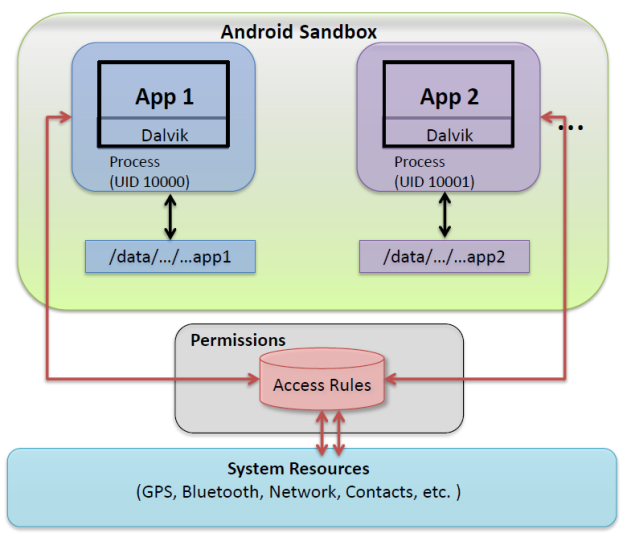 Android Sandbox
App 1
Dalvik
Process
(UID 10000)
/data/.../...app1
App 2
Dalvik
Process
(UID 10001)
/data/.../...app2
...
Permissions
Access Rules
System Resources
(GPS, Bluetooth, Network, Contacts, etc. )